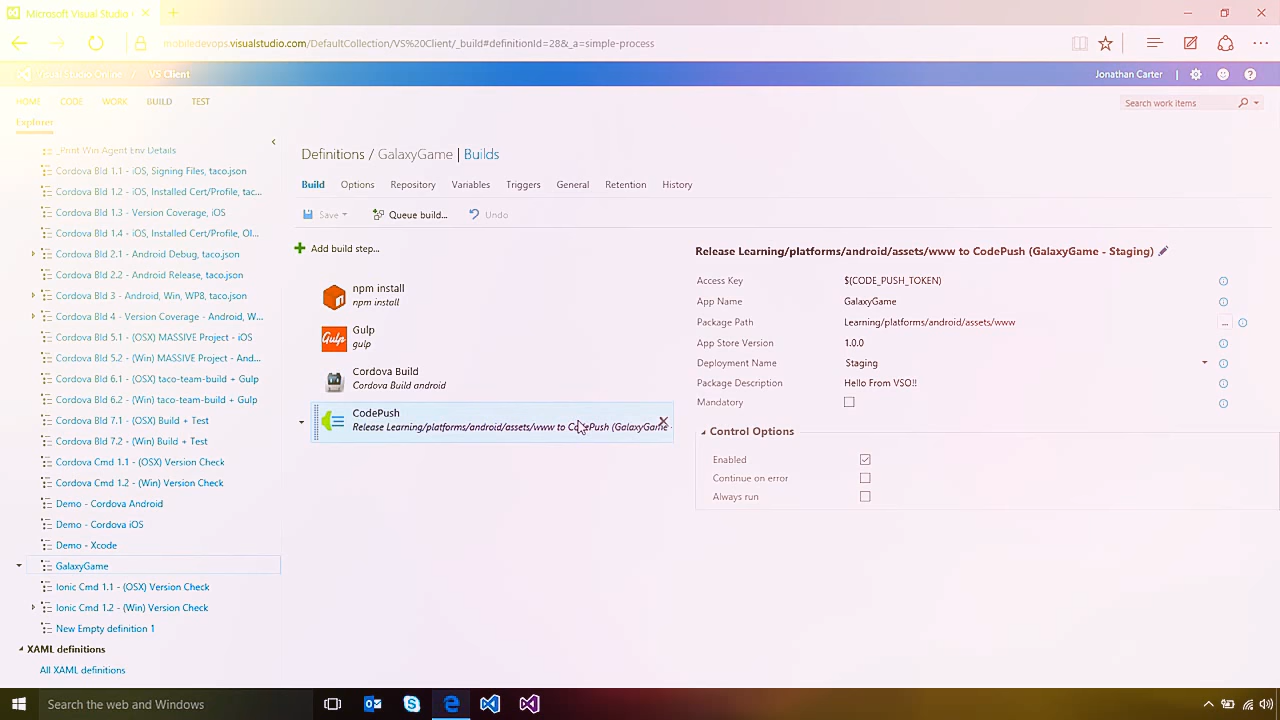 Microsoft Visual Studio
mobiledevops.visualstudio.com/DefaultCollection/VS%20Client/_build#definitionId=28&_a=simple-process
Visual Studio Online / VS Client
Jonathan Carter
HOME CODE WORK BUILD TEST
Search work items
Explorer
_Print Win Agent Env Details
Cordova Bld 1.1 - iOS, Signing Files, taco.json
Cordova Bld 1.2 - iOS, Installed Cert/Profile, tac...
Cordova Bld 1.3 - Version Coverage, iOS
Cordova Bld 1.4 - iOS, Installed Cert/Profile, Ol...
Cordova Bld 2.1 - Android Debug, taco.json
Cordova Bld 2.2 - Android Release, taco.json
Cordova Bld 3 - Android, Win, WP8, taco.json
Cordova Bld 4 - Version Coverage - Android, W...
Cordova Bld 5.1 - (OSX) MASSIVE Project - iOS
Cordova Bld 5.2 - (Win) MASSIVE Project - And...
Cordova Bld 6.1 - (OSX) taco-team-build + Gulp
Cordova Bld 6.2 - (Win) taco-team-build + Gulp
Cordova Bld 7.1 - (OSX) Build + Test
Cordova Bld 7.2 - (Win) Build + Test
Cordova Cmd 1.1 - (OSX) Version Check
Cordova Cmd 1.2 - (Win) Version Check
Demo - Cordova Android
Demo - Cordova iOS
Demo - Xcode
GalaxyGame
Ionic Cmd 1.1 - (OSX) Version Check
Ionic Cmd 1.2 - (Win) Version Check
New Empty definition 1
XAML definitions
All XAML definitions
Definitions / GalaxyGame | Builds
Build Options Repository Variables Triggers General Retention History
Save Queue build... Undo
Add build step...
npm install
npm install
Gulp
gulp
Cordova Build
Cordova Build android
CodePush
Release Learning/platforms/android/assets/www to CodePush (GalaxyGame
Release Learning/platforms/android/assets/www to CodePush (GalaxyGame - Staging)
Access Key $(CODE_PUSH_TOKEN)
App Name GalaxyGame
Package Path Learning/platforms/android/assets/www ...
App Store Version 1.0.0
Deployment Name Staging
Package Description Hello From VSO!!
Mandatory
Control Options
Enabled
Continue on error
Always run
Search the web and Windows